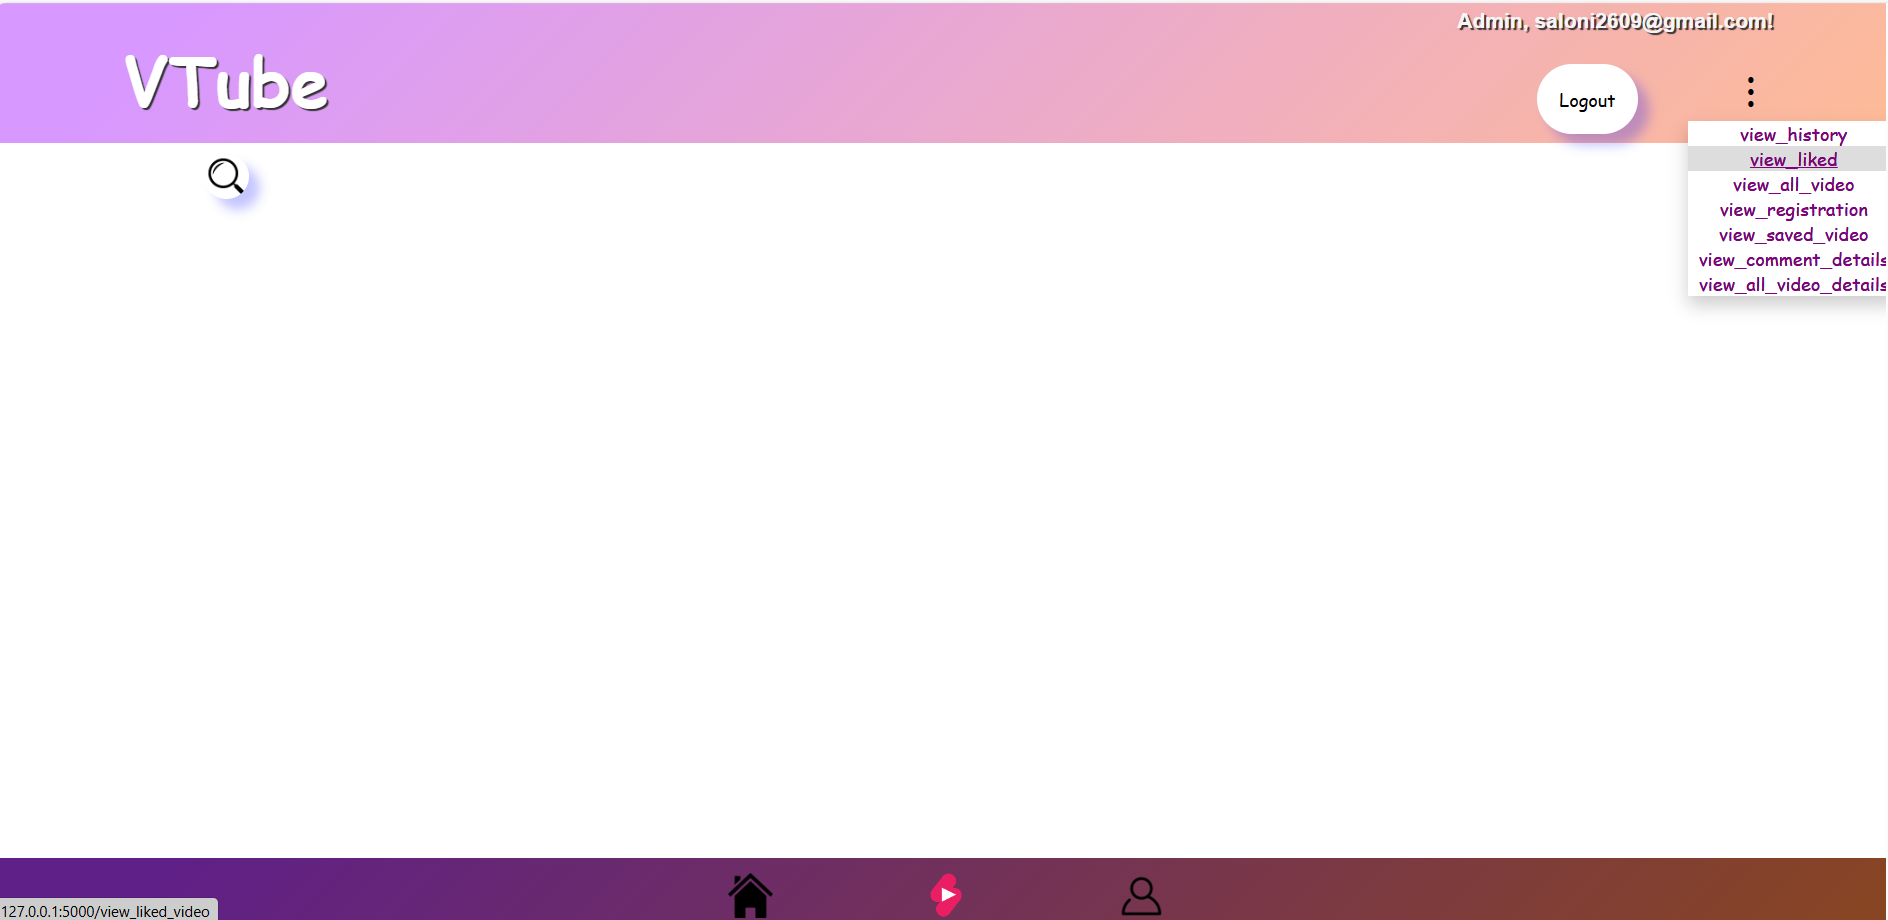 Admin, saloni2609@gmail.com!
VTube
Logout
view_history
view_liked
view_all_video
view_registration
view_saved_video
view_comment_details
view_all_video_details
127.0.0.1:5000/view_liked_video